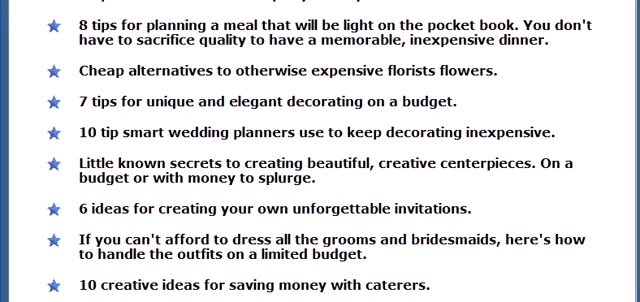 8 tips for planning a meal that will be light on the pocket book. You don't
have to sacrifice quality to have a memorable, inexpensive dinner.
Cheap alternatives to otherwise expensive florists flowers.
7 tips for unique and elegant decorating on a budget.
10 tip smart wedding planners use to keep decorating inexpensive.
Little known secrets to creating beautiful, creative centerpieces. On a
budget or with money to splurge.
6 ideas for creating your own unforgettable invitations.
If you can't afford to dress all the grooms and bridesmaids, here's how
to handle the outfits on a limited budget.
10 creative ideas for saving money with caterers.